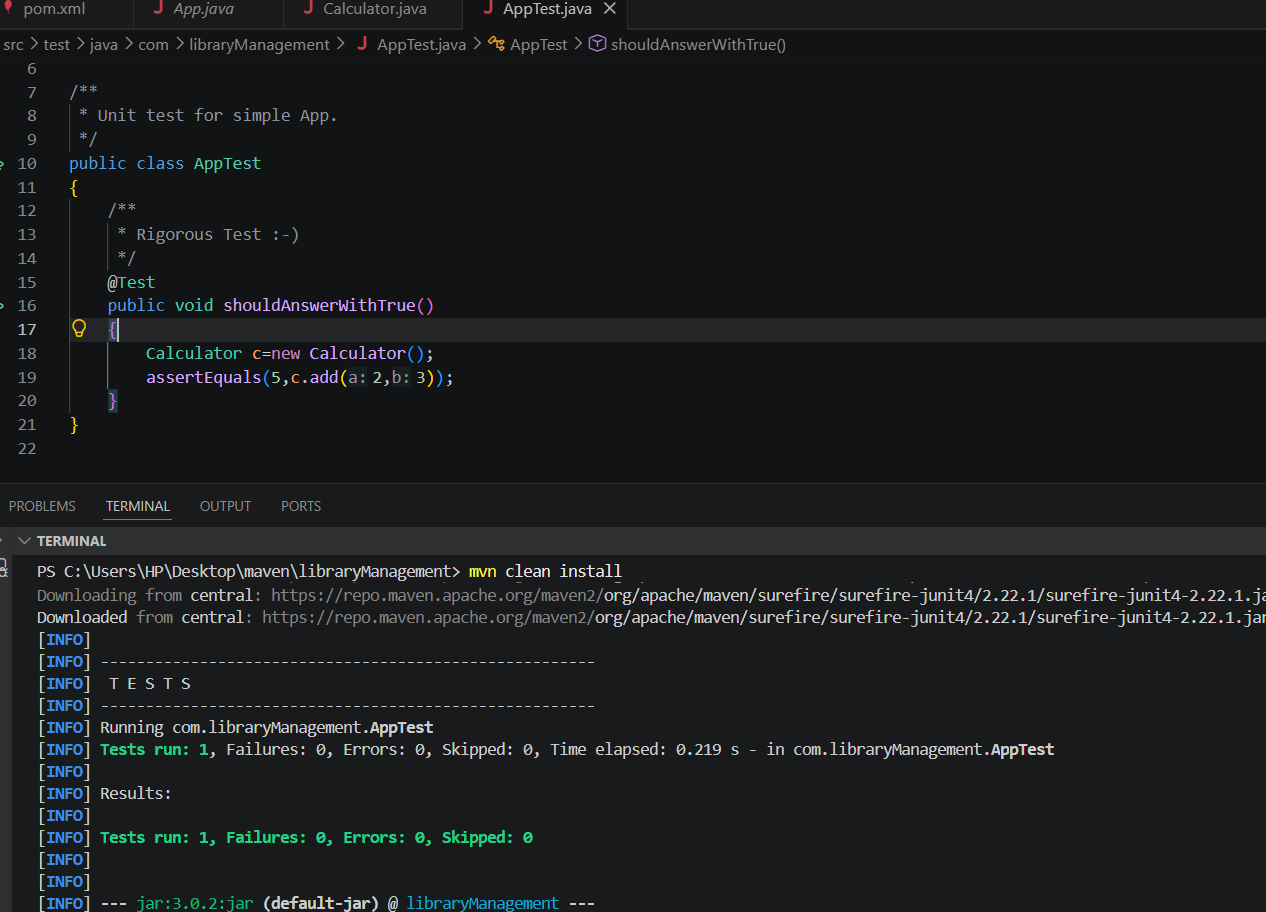 pom.xml App.java Calculator.java AppTest.java
src > test > java > com > libraryManagement > AppTest.java > AppTest > shouldAnswerWithTrue()
6
7 /**
8 * Unit test for simple App.
9 */
10 public class AppTest
11 {
12 /**
13 * Rigorous Test :-)
14 */
15 @Test
16 public void shouldAnswerWithTrue()
17 {
18 Calculator c=new Calculator();
19 assertEquals(5,c.add(a: 2,b: 3));
20 }
21 }
22
PROBLEMS TERMINAL OUTPUT PORTS
TERMINAL
PS C:\Users\HP\Desktop\maven\libraryManagement> mvn clean install
Downloading from central: https://repo.maven.apache.org/maven2/org/apache/maven/surefire/surefire-junit4/2.22.1/surefire-junit4-2.22.1.ja
Downloaded from central: https://repo.maven.apache.org/maven2/org/apache/maven/surefire/surefire-junit4/2.22.1/surefire-junit4-2.22.1.jar
[INFO]
[INFO] -------------------------------------------------------
[INFO] T E S T S
[INFO] -------------------------------------------------------
[INFO] Running com.libraryManagement.AppTest
[INFO] Tests run: 1, Failures: 0, Errors: 0, Skipped: 0, Time elapsed: 0.219 s - in com.libraryManagement.AppTest
[INFO]
[INFO] Results:
[INFO]
[INFO] Tests run: 1, Failures: 0, Errors: 0, Skipped: 0
[INFO]
[INFO]
[INFO] --- jar:3.0.2:jar (default-jar) @ libraryManagement ---